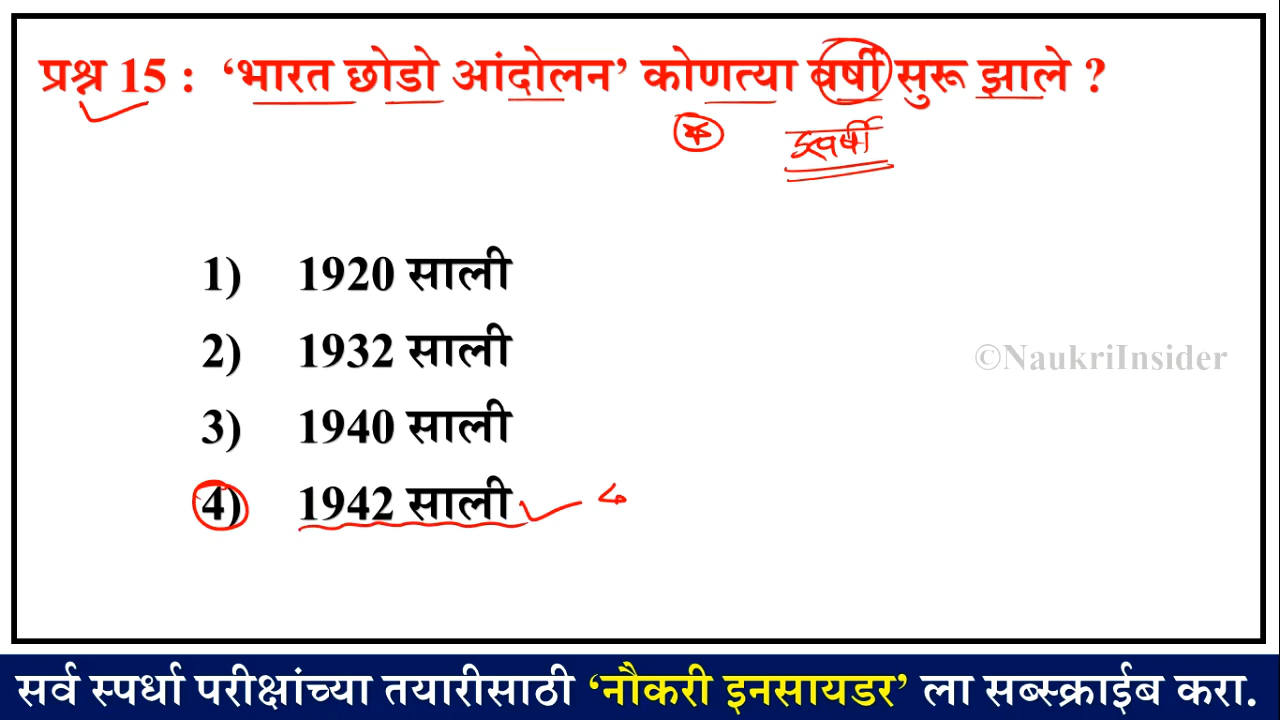 प्रश्न 15 : ‘भारत छोडो आंदोलन’ कोणत्या वर्षी सुरू झाले ?
1) 1920 साली
2) 1932 साली
©NaukriInsider
3) 1940 साली
4) 1942 साली
सर्व स्पर्धा परीक्षांच्या तयारीसाठी ‘नौकरी इनसायडर’ ला सब्स्क्राईब करा.